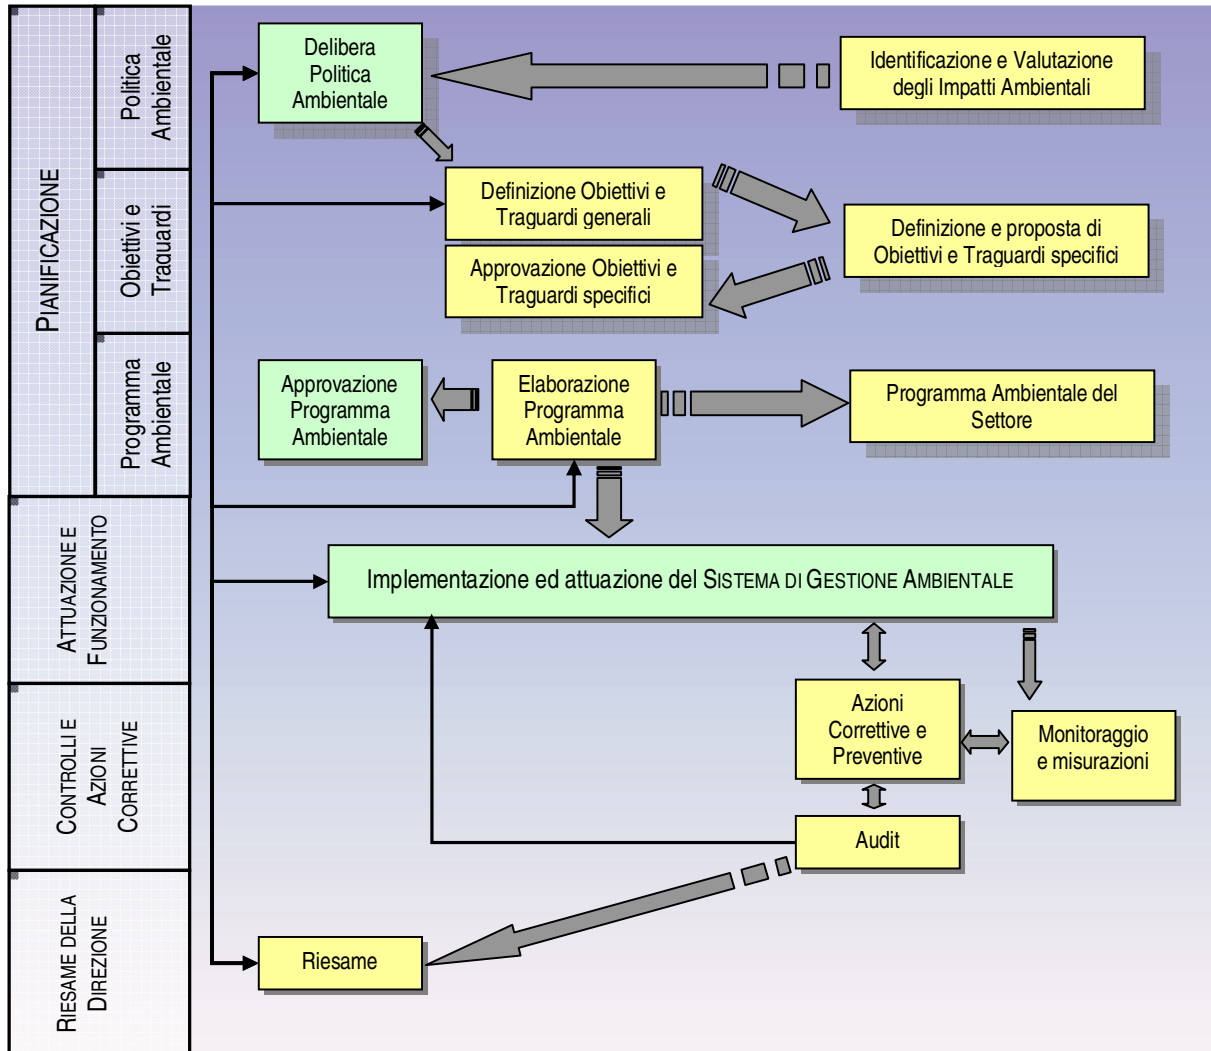 PIANIFICAZIONE
Politica
Ambientale
Obiettivi e
Traguardi
Programma
Ambientale
ATTUAZIONE E
FUNZIONAMENTO
CONTROLLI E
AZIONI
CORRETTIVE
RIESAME DELLA
DIREZIONE
Delibera
Politica
Ambientale
Identificazione e Valutazione
degli Impatti Ambientali
Definizione Obiettivi e
Traguardi generali
Definizione e proposta di
Obiettivi e Traguardi specifici
Approvazione Obiettivi e
Traguardi specifici
Approvazione
Programma
Ambientale
Elaborazione
Programma
Ambientale
Programma Ambientale del
Settore
Implementazione ed attuazione del SISTEMA DI GESTIONE AMBIENTALE
Azioni
Correttive e
Preventive
Monitoraggio
e misurazioni
Audit
Riesame